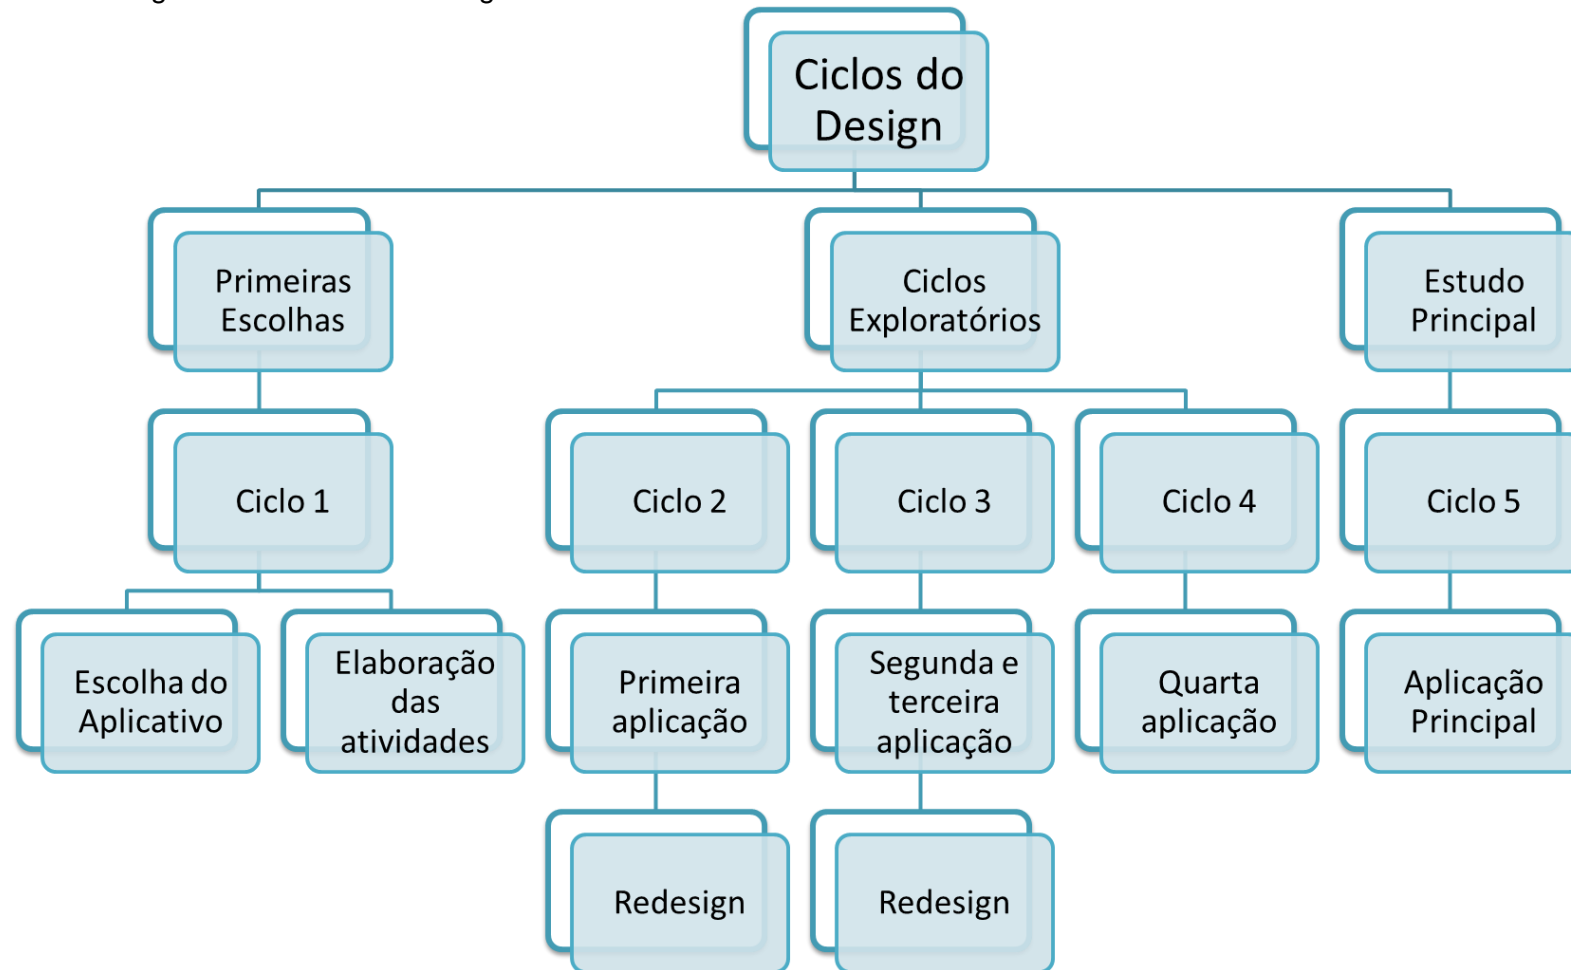 Ciclos do
Design
Primeiras
Escolhas
Ciclos
Exploratórios
Estudo
Principal
Ciclo 1
Ciclo 2
Ciclo 3
Ciclo 4
Ciclo 5
Escolha do
Aplicativo
Elaboração
das
atividades
Primeira
aplicação
Segunda e
terceira
aplicação
Quarta
aplicação
Aplicação
Principal
Redesign
Redesign